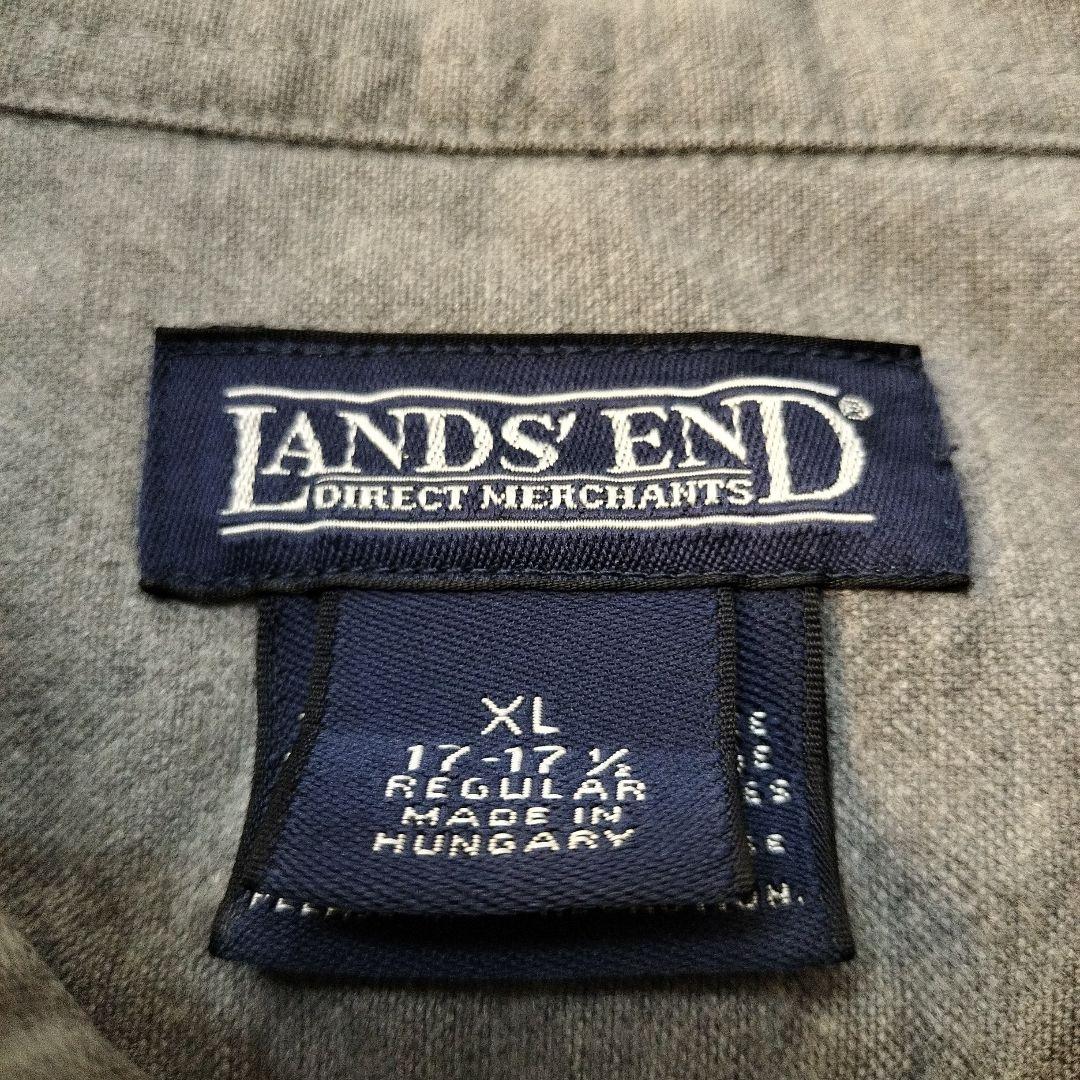 LANDS' END®
DIRECT MERCHANTS
XL
17-17 ½
REGULAR
MADE IN
HUNGARY